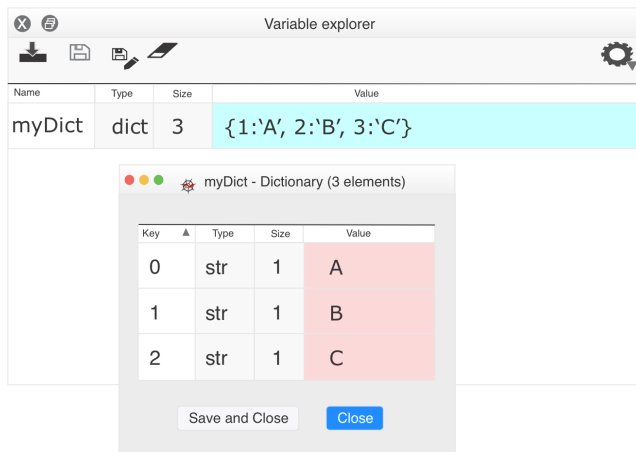 Variable explorer
Name Type Size Value
myDict dict 3 {1:‘A’, 2:‘B’, 3:‘C’}
myDict - Dictionary (3 elements)
Key Type Size Value
0 str 1 A
1 str 1 B
2 str 1 C
Save and Close Close